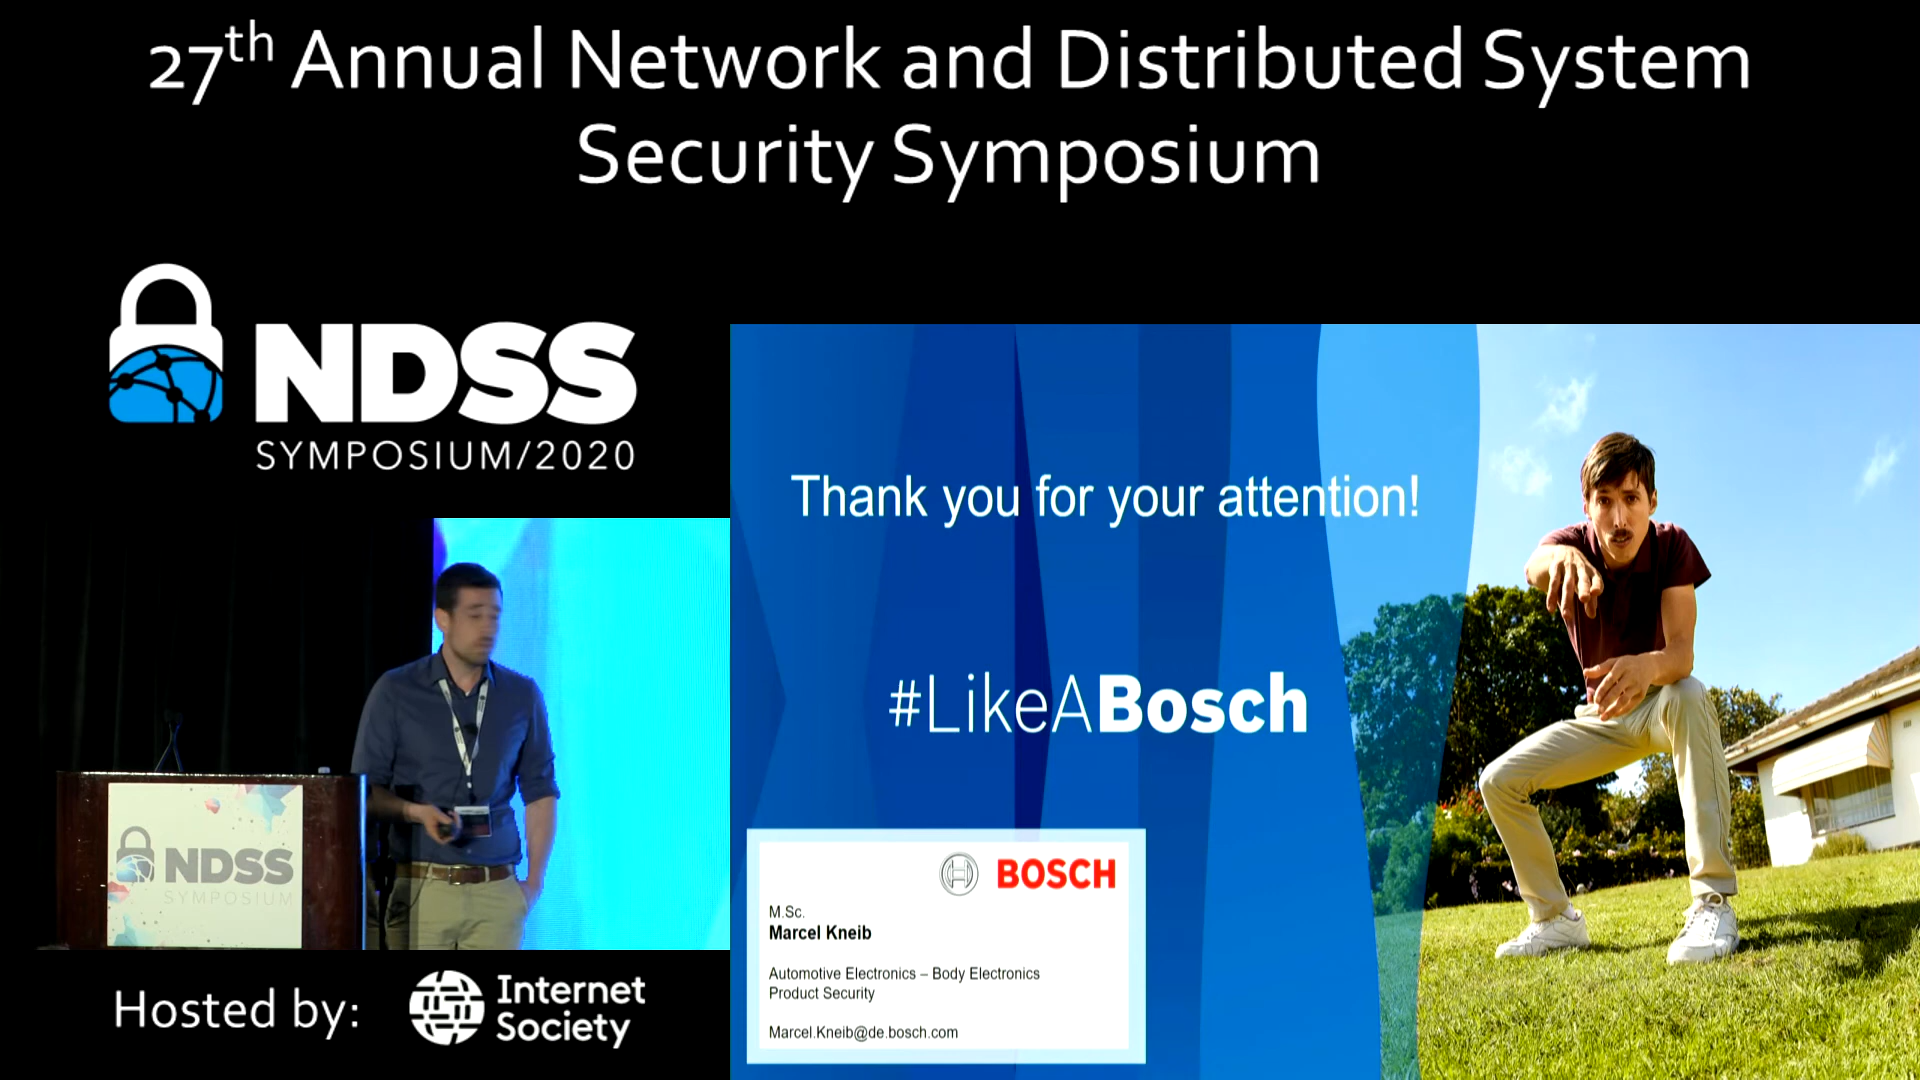 27th Annual Network and Distributed System
Security Symposium
NDSS
SYMPOSIUM/2020
Thank you for your attention!
#LikeABosch
NDSS
SYMPOSIUM
BOSCH
M.Sc.
Marcel Kneib
Automotive Electronics – Body Electronics
Product Security
Marcel.Kneib@de.bosch.com
Hosted by:
Internet
Society